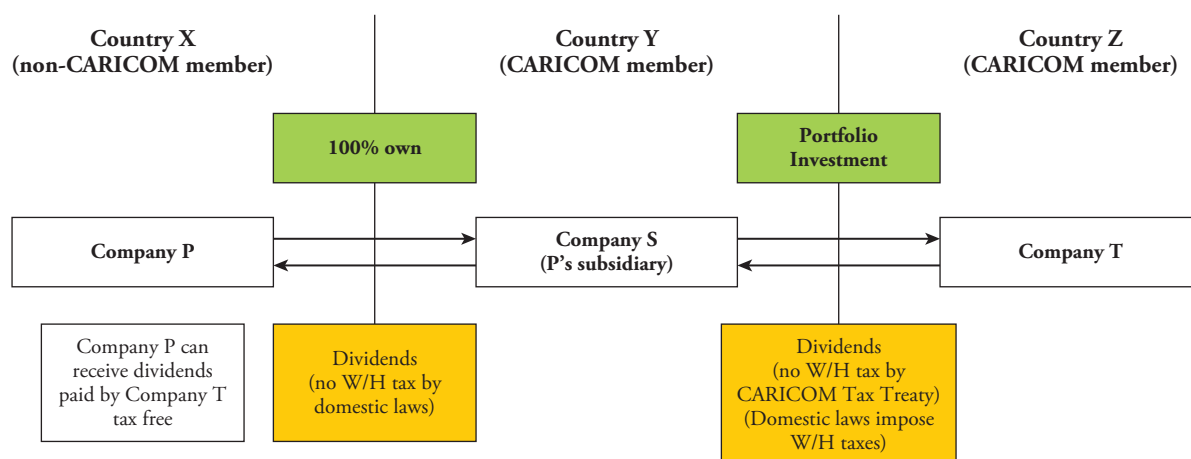 Country X
(non-CARICOM member)
Country Y
(CARICOM member)
Country Z
(CARICOM member)
100% own
Portfolio
Investment
Company P
Company S
(P's subsidiary)
Company T
Company P can
receive dividends
paid by Company T
tax free
Dividends
(no W/H tax by
domestic laws)
Dividends
(no W/H tax by
CARICOM Tax Treaty)
(Domestic laws impose
W/H taxes)